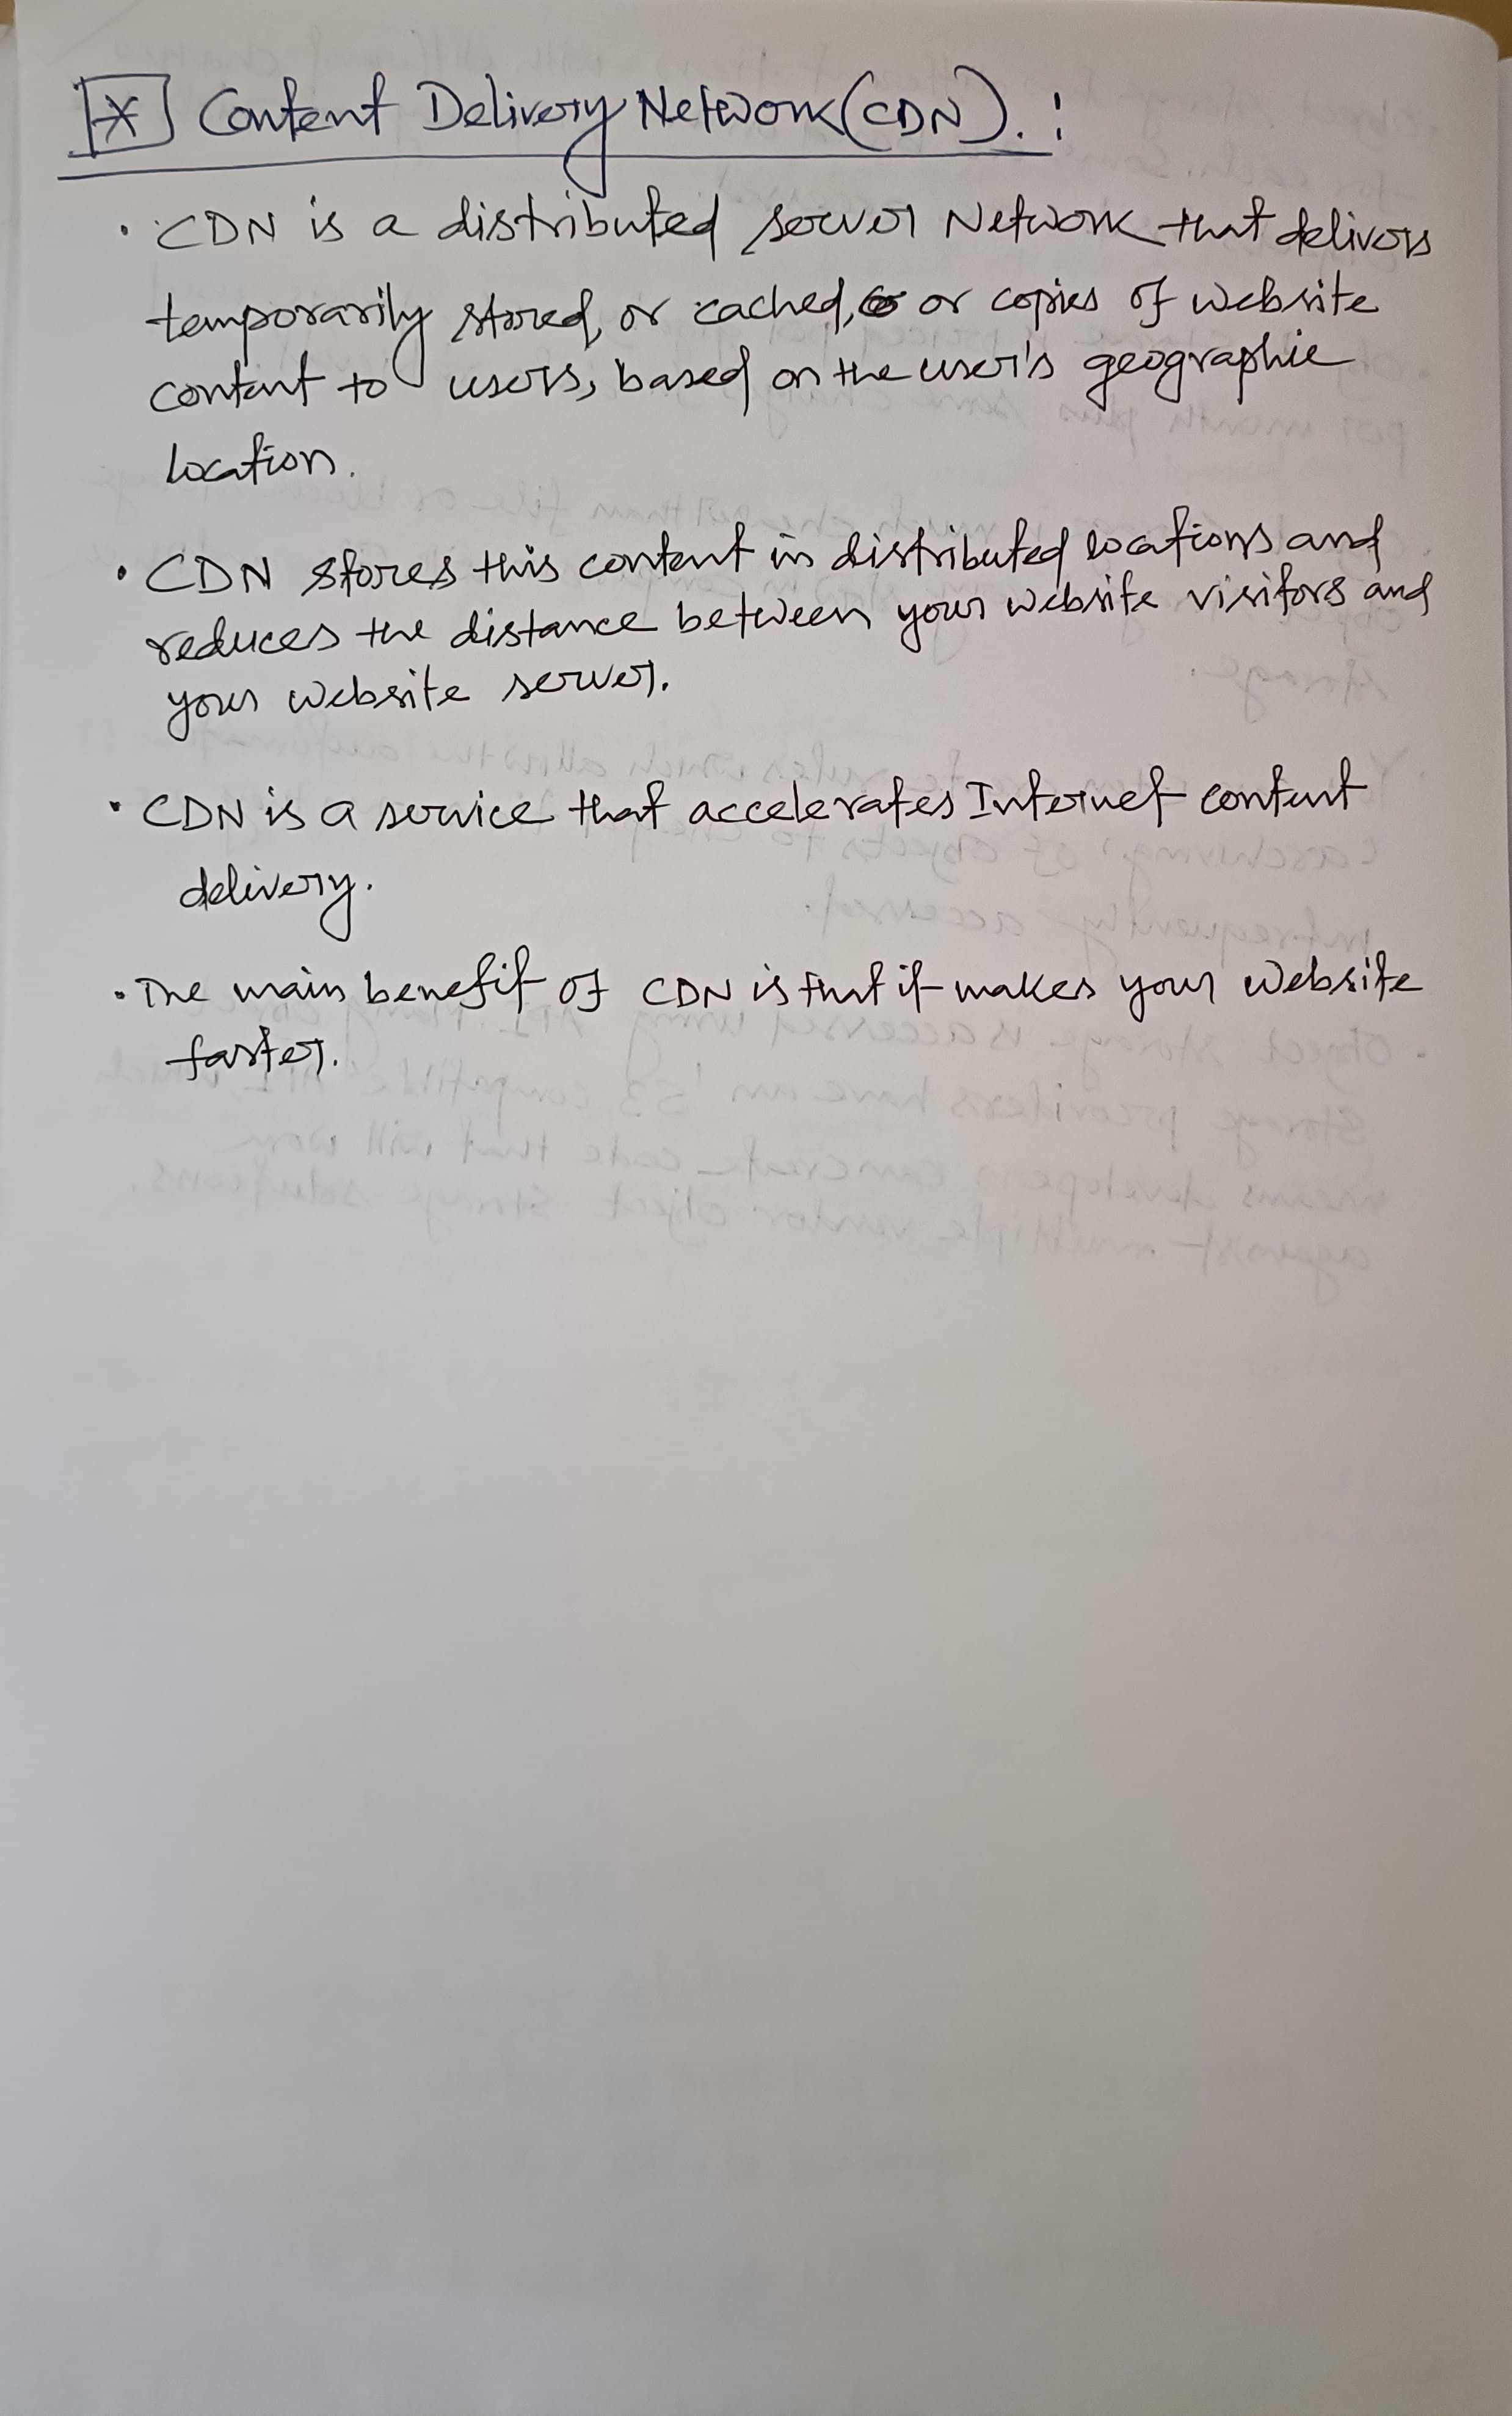 [*] Content Delivery Network (CDN). :
• CDN is a distributed server Network that delivers
temporarily stored, or cached, or copies of website
content to users, based on the user's geographic
location.
• CDN stores this content in distributed locations and
reduces the distance between your website visitors and
your website server.
• CDN is a service that accelerates Internet content
delivery.
• The main benefit of CDN is that it makes your website
faster.